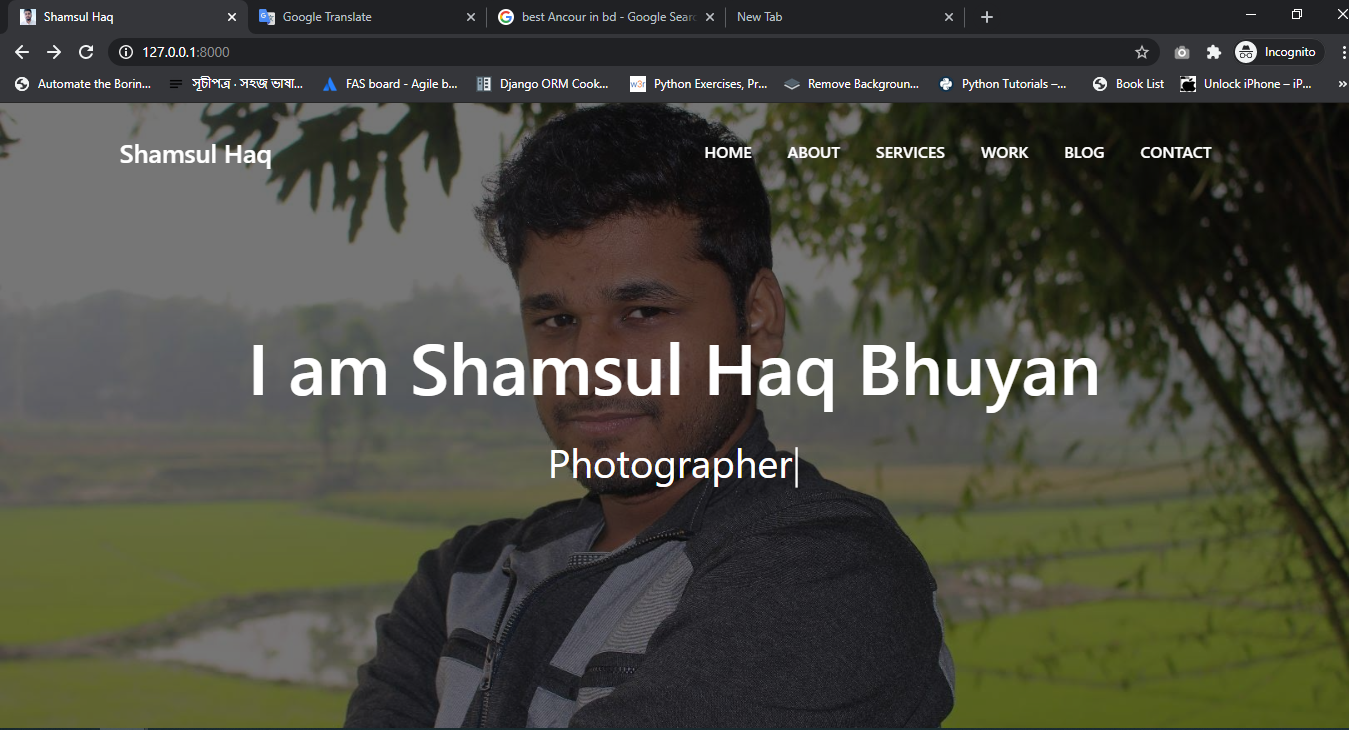 Shamsul Haq
Google Translate
best Ancour in bd - Google Sear
New Tab
127.0.0.1:8000
Incognito
Automate the Borin...
সূচীপত্র · সহজ ভাষা...
FAS board - Agile b...
Django ORM Cook...
w3r
Python Exercises, Pr...
Remove Backgroun...
Python Tutorials –...
Book List
Unlock iPhone – iP...
»
Shamsul Haq
HOME
ABOUT
SERVICES
WORK
BLOG
CONTACT
I am Shamsul Haq Bhuyan
Photographer|